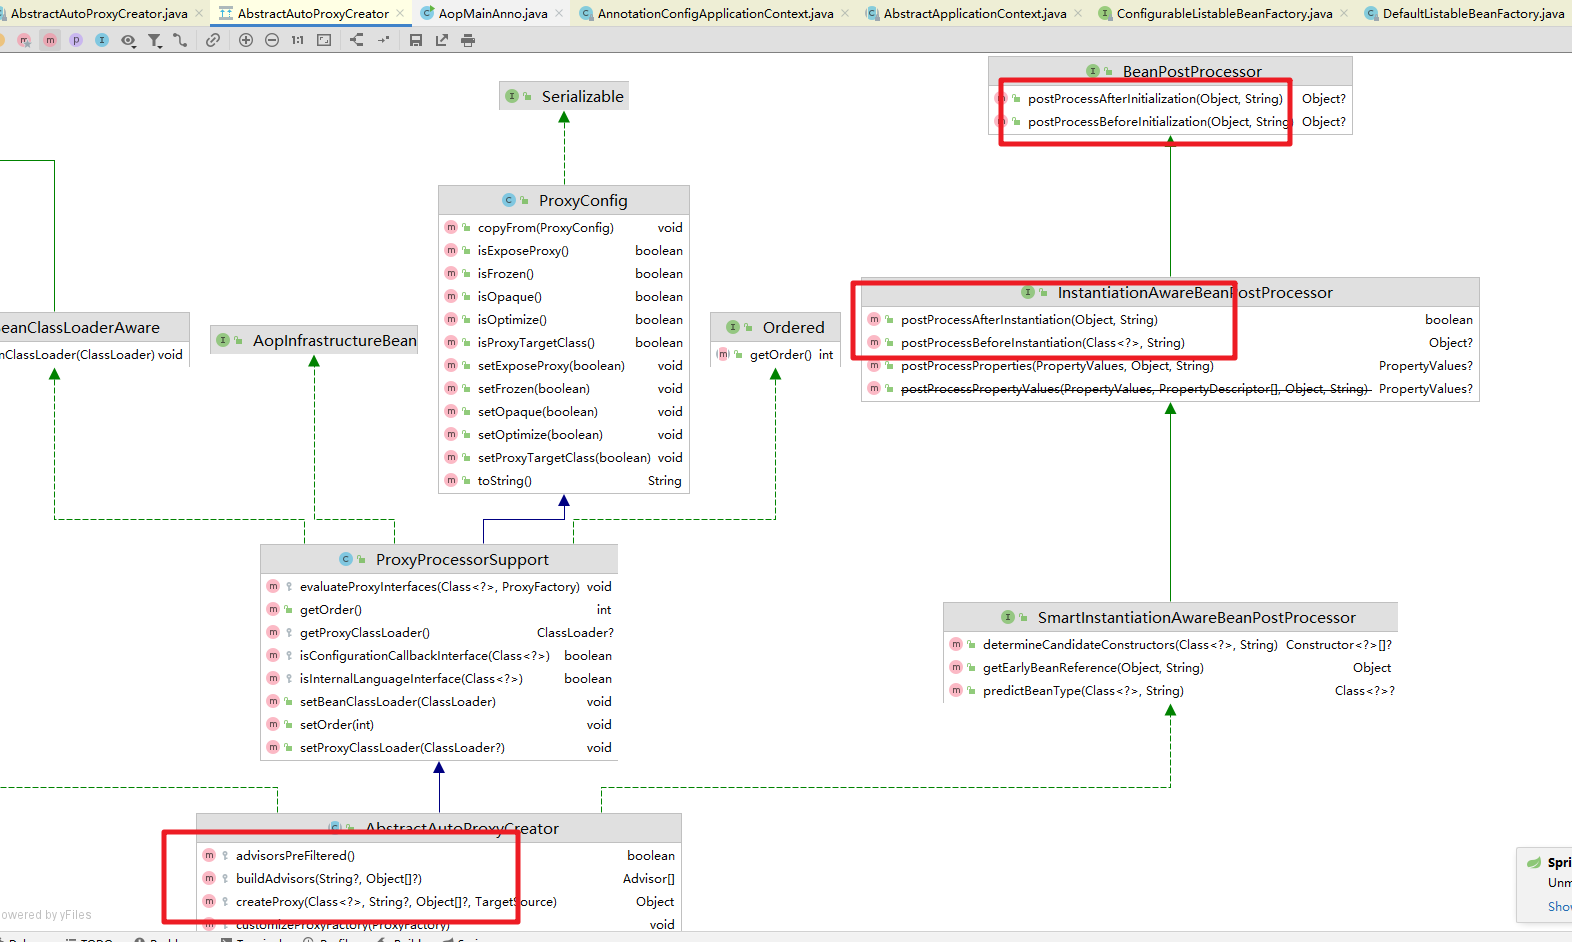 AbstractAutoProxyCreator.java
AbstractAutoProxyCreator
AopMainAnno.java
AnnotationConfigApplicationContext.java
AbstractApplicationContext.java
ConfigurableListableBeanFactory.java
DefaultListableBeanFactory.java
1:1
BeanPostProcessor
postProcessAfterInitialization(Object, String) Object?
postProcessBeforeInitialization(Object, String) Object?
Serializable
ProxyConfig
copyFrom(ProxyConfig) void
isExposeProxy() boolean
isFrozen() boolean
isOpaque() boolean
isOptimize() boolean
isProxyTargetClass() boolean
setExposeProxy(boolean) void
setFrozen(boolean) void
setOpaque(boolean) void
setOptimize(boolean) void
setProxyTargetClass(boolean) void
toString() String
InstantiationAwareBeanPostProcessor
postProcessAfterInstantiation(Object, String) boolean
postProcessBeforeInstantiation(Class<?>, String) Object?
postProcessProperties(PropertyValues, Object, String) PropertyValues?
postProcessPropertyValues(PropertyValues, PropertyDescriptor[], Object, String) PropertyValues?
eanClassLoaderAware
nClassLoader(ClassLoader) void
AopInfrastructureBean
Ordered
getOrder() int
ProxyProcessorSupport
evaluateProxyInterfaces(Class<?>, ProxyFactory) void
getOrder() int
getProxyClassLoader() ClassLoader?
isConfigurationCallbackInterface(Class<?>) boolean
isInternalLanguageInterface(Class<?>) boolean
setBeanClassLoader(ClassLoader) void
setOrder(int) void
setProxyClassLoader(ClassLoader?) void
SmartInstantiationAwareBeanPostProcessor
determineCandidateConstructors(Class<?>, String) Constructor<?>[]?
getEarlyBeanReference(Object, String) Object
predictBeanType(Class<?>, String) Class<?>?
AbstractAutoProxyCreator
advisorsPreFiltered() boolean
buildAdvisors(String?, Object[]?) Advisor[]
createProxy(Class<?>, String?, Object[]?, TargetSource) Object
customizeProxyFactory(ProxyFactory) void
owered by yFiles
Spri
Unm
Sho